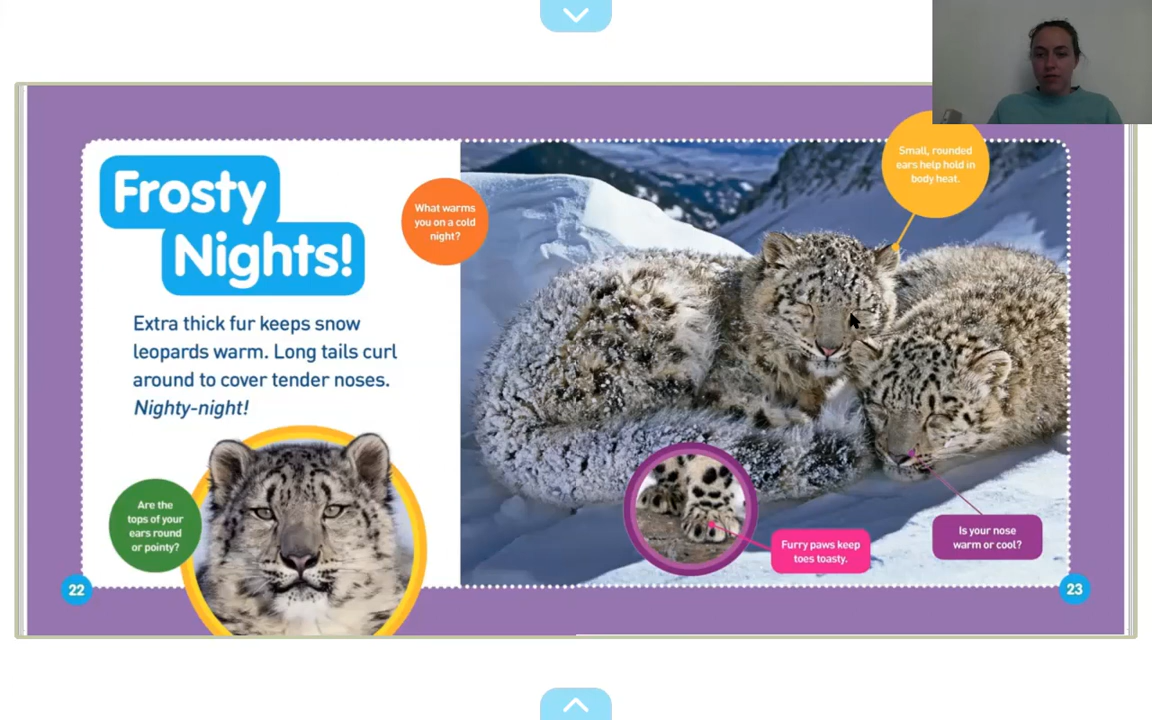 Frosty
Nights!
Extra thick fur keeps snow
leopards warm. Long tails curl
around to cover tender noses.
Nighty-night!
Are the
tops of your
ears round
or pointy?
22
What warms
you on a cold
night?
Small, rounded
ears help hold in
body heat.
Furry paws keep
toes toasty.
Is your nose
warm or cool?
23